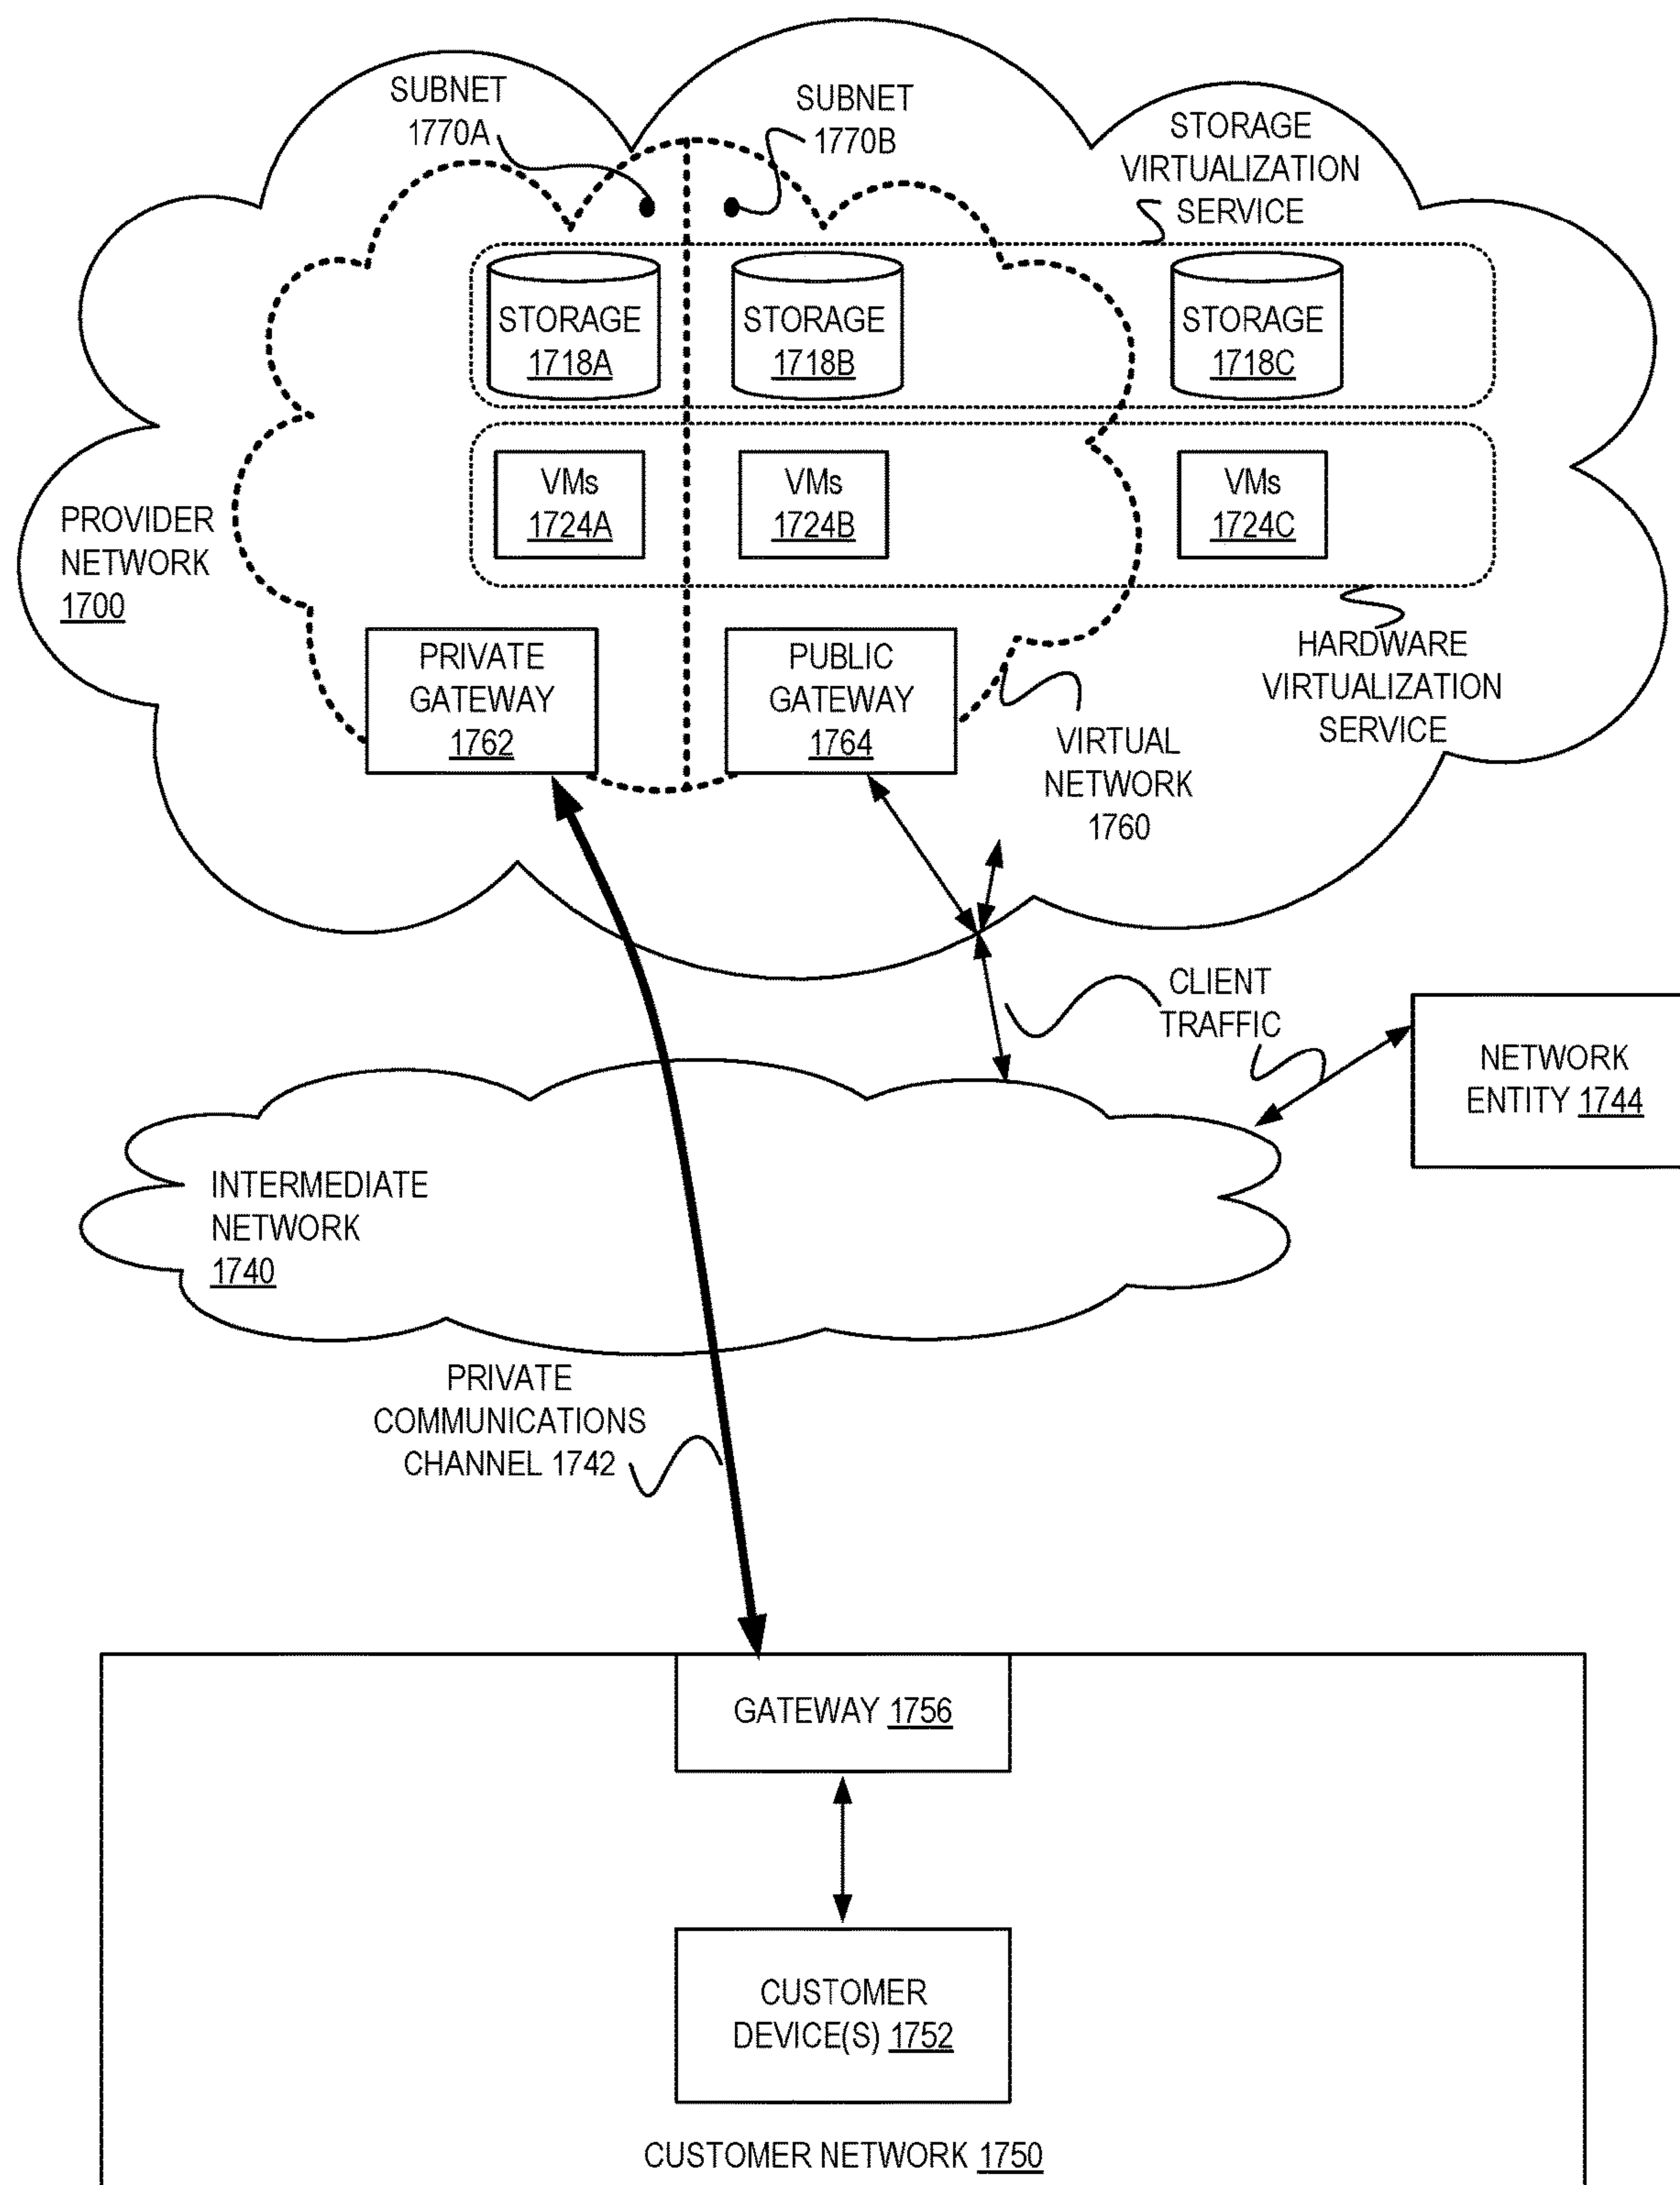 SUBNET
1770A
SUBNET
1770B
STORAGE
VIRTUALIZATION
SERVICE
STORAGE
1718A
STORAGE
1718B
STORAGE
1718C
VMs
1724A
VMs
1724B
VMs
1724C
PROVIDER
NETWORK
1700
PRIVATE
GATEWAY
1762
PUBLIC
GATEWAY
1764
HARDWARE
VIRTUALIZATION
SERVICE
VIRTUAL
NETWORK
1760
CLIENT
TRAFFIC
NETWORK
ENTITY 1744
INTERMEDIATE
NETWORK
1740
PRIVATE
COMMUNICATIONS
CHANNEL 1742
GATEWAY 1756
CUSTOMER
DEVICE(S) 1752
CUSTOMER NETWORK 1750